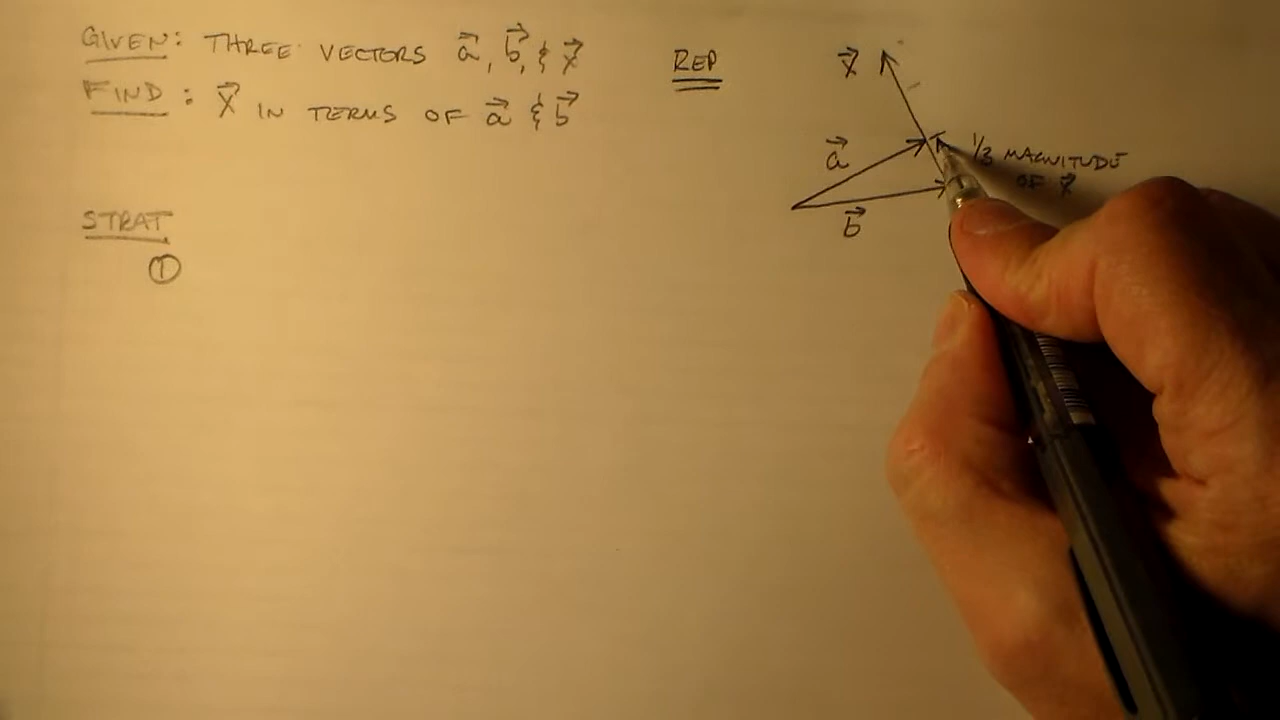 GIVEN: THREE VECTORS a⃗, b⃗, & x⃗
FIND: x⃗ IN TERMS OF a⃗ & b⃗
REP
x⃗
a⃗
1/3 MAGNITUDE
OF x⃗
b⃗
STRAT
①